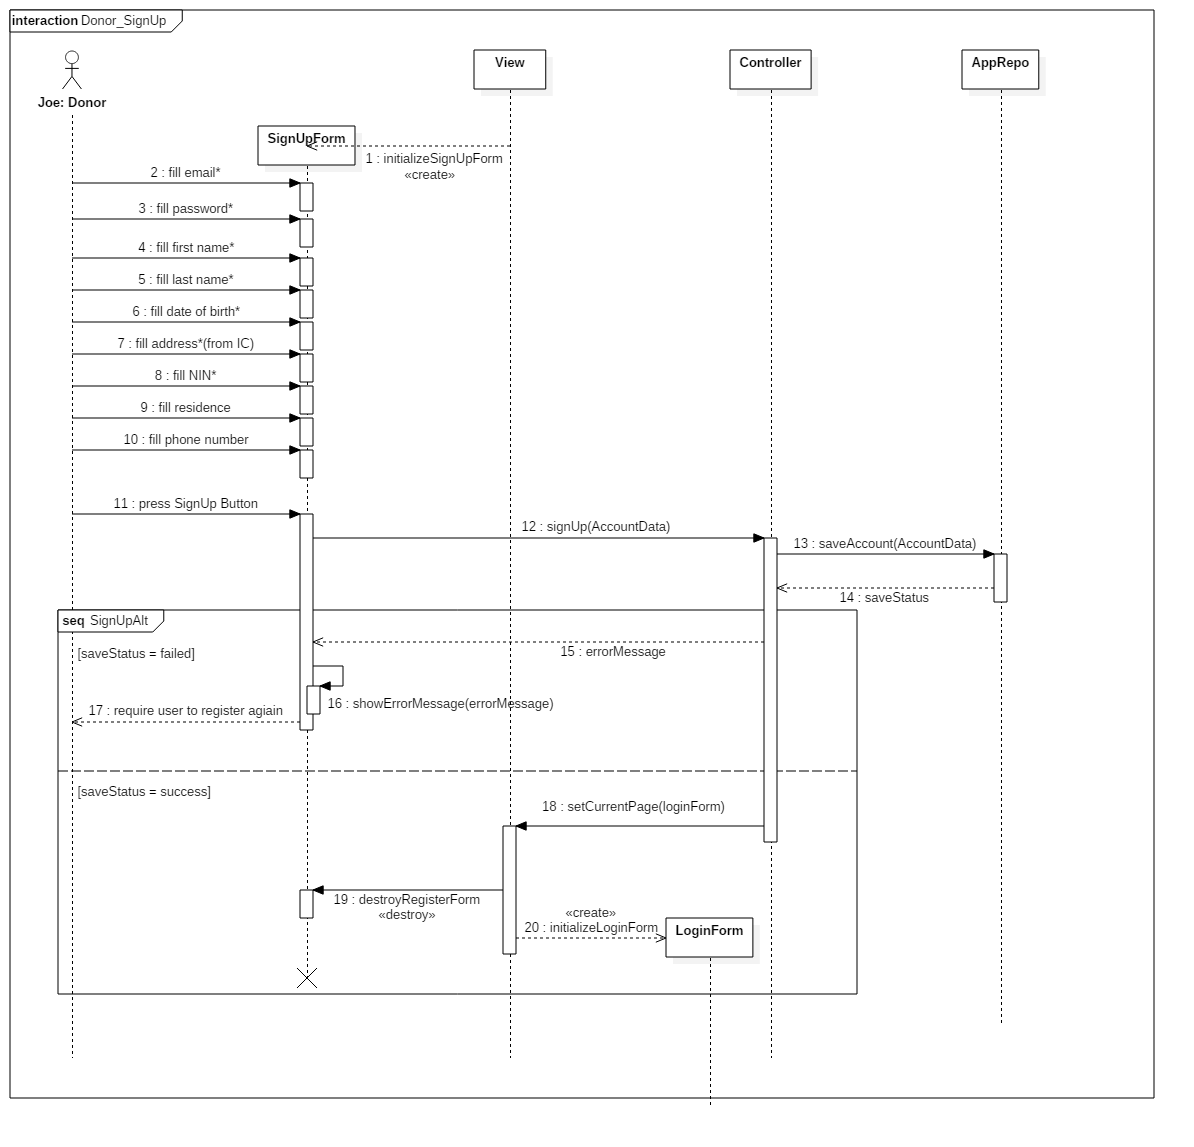 interaction Donor_SignUp
View
Controller
AppRepo
Joe: Donor
SignUpForm
1 : initializeSignUpForm
«create»
2 : fill email*
3 : fill password*
4 : fill first name*
5 : fill last name*
6 : fill date of birth*
7 : fill address*(from IC)
8 : fill NIN*
9 : fill residence
10 : fill phone number
11 : press SignUp Button
12 : signUp(AccountData)
13 : saveAccount(AccountData)
14 : saveStatus
seq SignUpAlt
[saveStatus = failed]
15 : errorMessage
16 : showErrorMessage(errorMessage)
17 : require user to register agiain
[saveStatus = success]
18 : setCurrentPage(loginForm)
19 : destroyRegisterForm
«destroy»
«create»
20 : initializeLoginForm
LoginForm